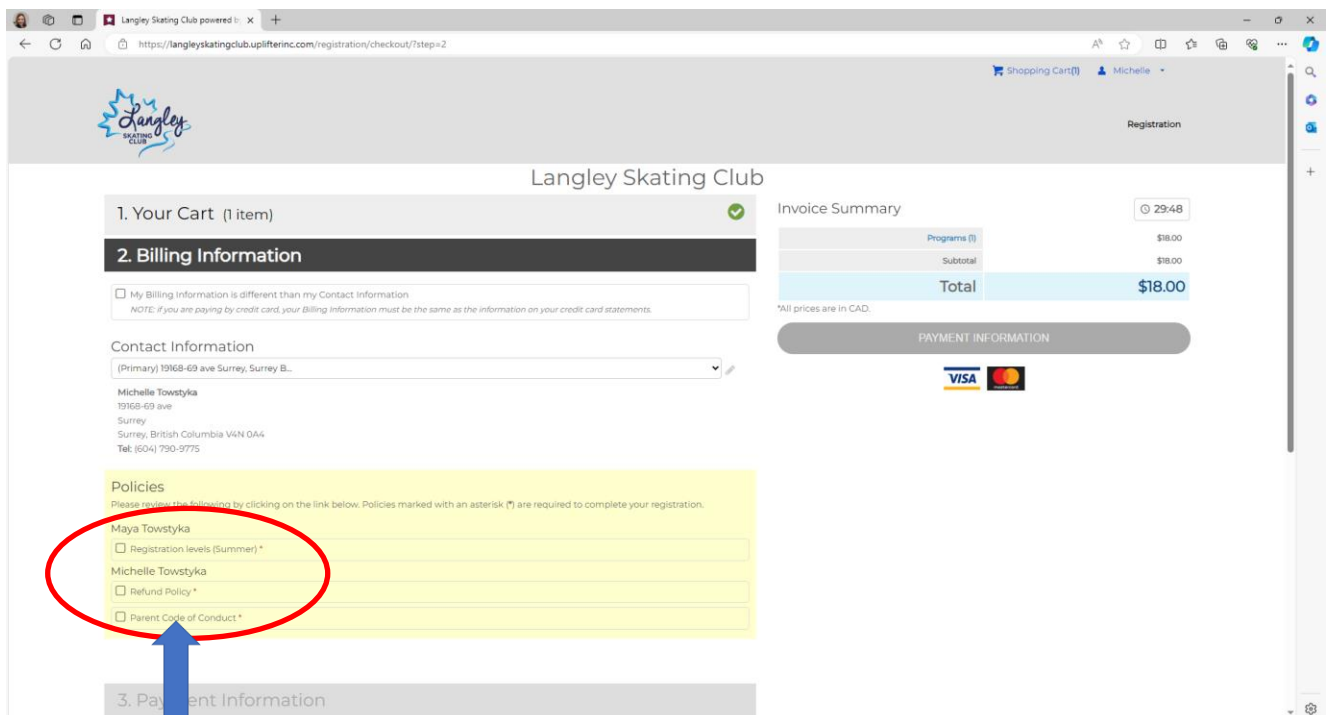 Langley Skating Club powered b
https://langleyskatingclub.uplifterinc.com/registration/checkout/?step=2
Shopping Cart(1) Michelle
Langley
SKATING
CLUB
Registration
Langley Skating Club
1. Your Cart (1 item)
2. Billing Information
My Billing Information is different than my Contact Information
NOTE: if you are paying by credit card, your Billing Information must be the same as the information on your credit card statements.
Contact Information
(Primary) 19168-69 ave Surrey, Surrey B...
Michelle Towstyka
19168-69 ave
Surrey
Surrey, British Columbia V4N 0A4
Tel: (604) 790-9775
Policies
Please review the following by clicking on the link below. Policies marked with an asterisk (*) are required to complete your registration.
Maya Towstyka
Registration levels (Summer) *
Michelle Towstyka
Refund Policy *
Parent Code of Conduct *
3. Pay ent Information
Invoice Summary 29:48
Programs (1) $18.00
Subtotal $18.00
Total $18.00
*All prices are in CAD.
PAYMENT INFORMATION
VISA